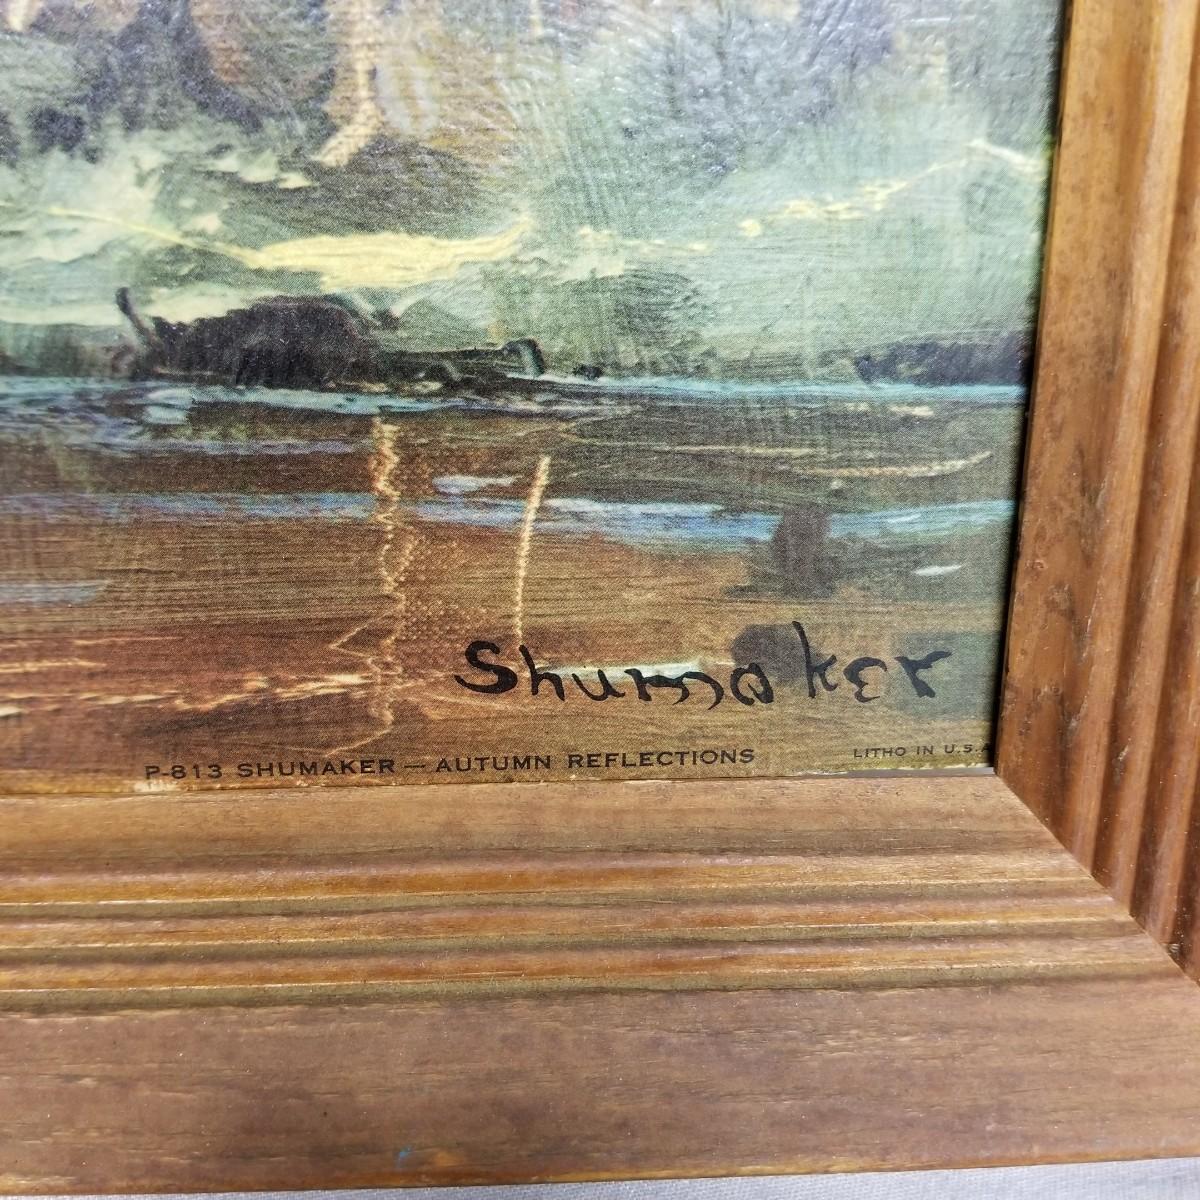 Shumaker
P-813 SHUMAKER — AUTUMN REFLECTIONS
LITHO IN U.S.A